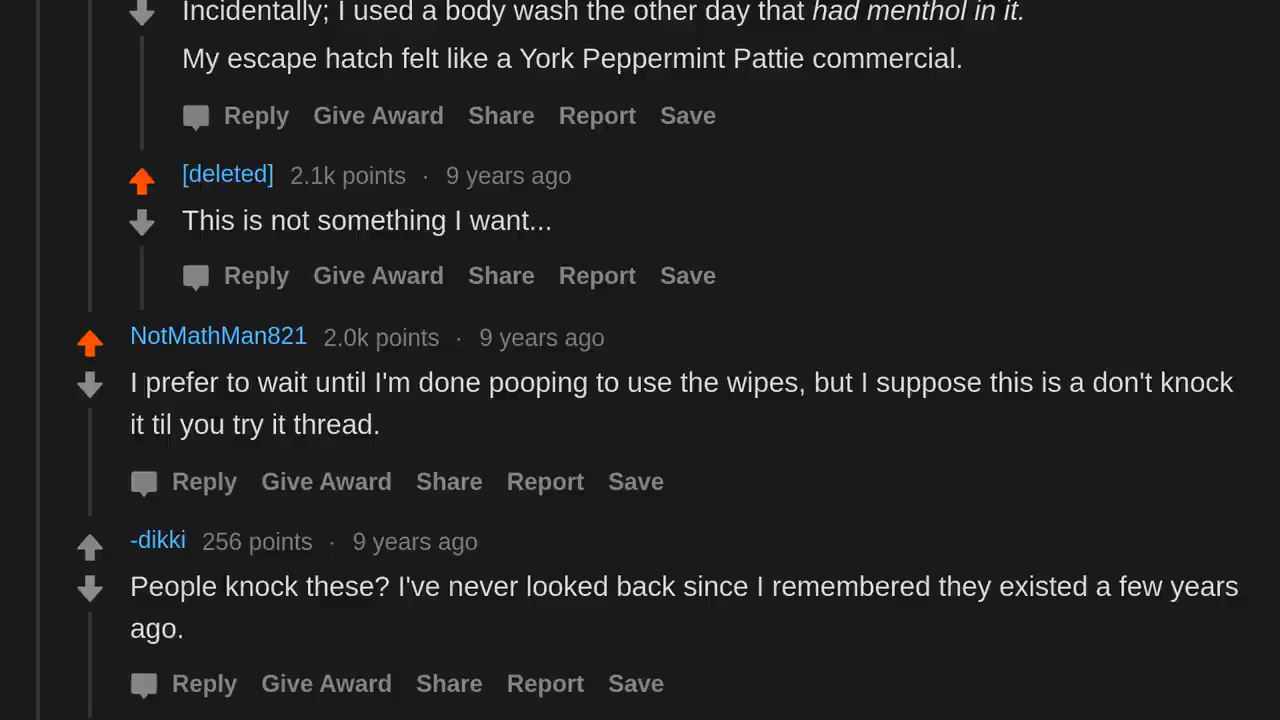 Incidentally; I used a body wash the other day that had menthol in it.
My escape hatch felt like a York Peppermint Pattie commercial.
Reply Give Award Share Report Save
[deleted] 2.1k points · 9 years ago
This is not something I want...
Reply Give Award Share Report Save
NotMathMan821 2.0k points · 9 years ago
I prefer to wait until I'm done pooping to use the wipes, but I suppose this is a don't knock
it til you try it thread.
Reply Give Award Share Report Save
-dikki 256 points · 9 years ago
People knock these? I've never looked back since I remembered they existed a few years
ago.
Reply Give Award Share Report Save